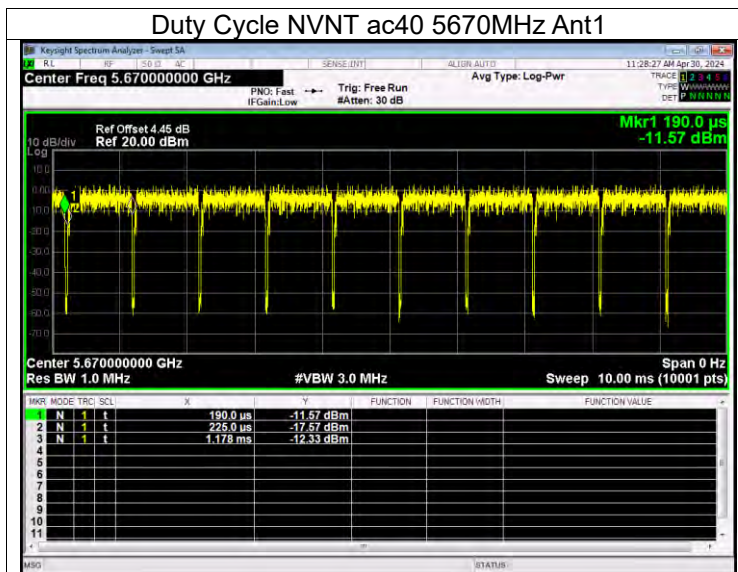 Duty Cycle NVNT ac40 5670MHz Ant1
Keysight Spectrum Analyzer - Swept SA
RL RF 50 Ω AC SENSE:INT ALIGN AUTO 11:28:27 AM Apr 30, 2024
Center Freq 5.670000000 GHz Avg Type: Log-Pwr TRACE 1 2 3 4 5 6
PNO: Fast Trig: Free Run TYPE WWWWWW
IFGain:Low #Atten: 30 dB DET P N N N N N
Mkr1 190.0 µs
Ref Offset 4.45 dB
10 dB/div Ref 20.00 dBm -11.57 dBm
Log
10.0
0.00
-10.0
-20.0
-30.0
-40.0
-50.0
-60.0
-70.0
1
2
Center 5.670000000 GHz Span 0 Hz
Res BW 1.0 MHz #VBW 3.0 MHz Sweep 10.00 ms (10001 pts)
MKR MODE TRC SCL X Y FUNCTION FUNCTION WIDTH FUNCTION VALUE
1 N 1 t 190.0 µs -11.57 dBm
2 N 1 t 225.0 µs -17.57 dBm
3 N 1 t 1.178 ms -12.33 dBm
4
5
6
7
8
9
10
11
MSG STATUS